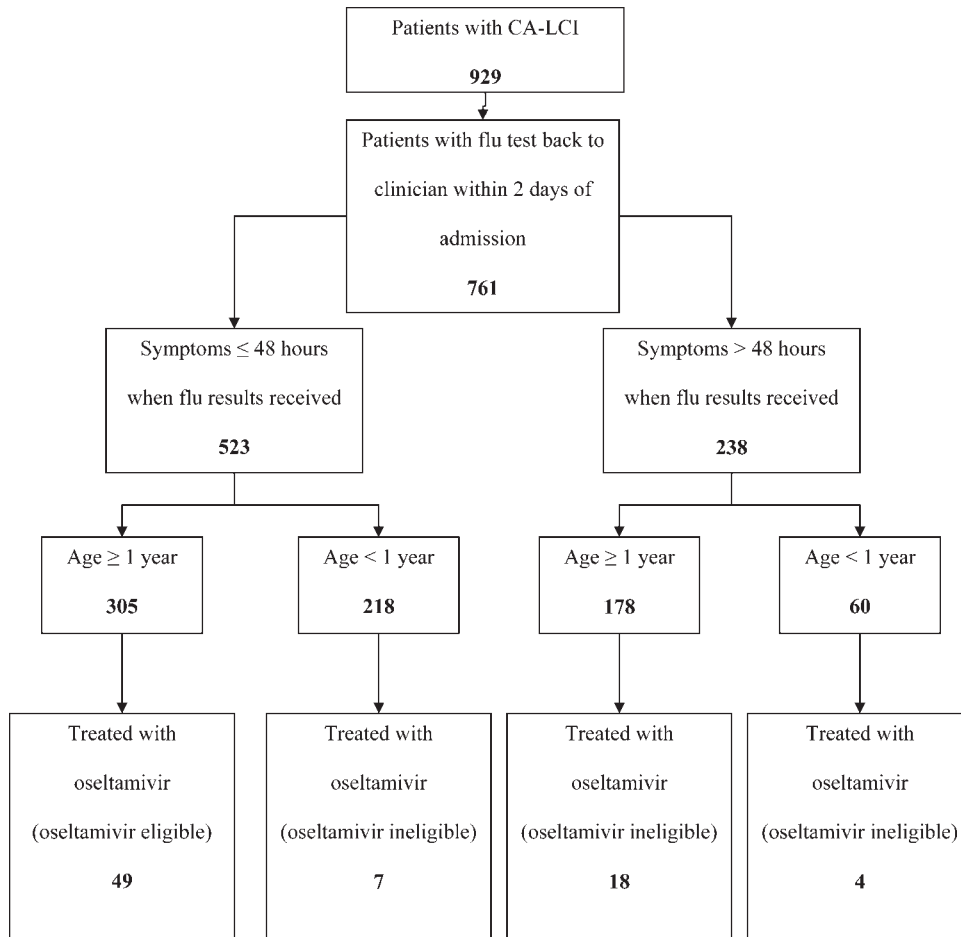 Patients with CA-LCI
929
Patients with flu test back to
clinician within 2 days of
admission
761
Symptoms ≤ 48 hours
when flu results received
523
Symptoms > 48 hours
when flu results received
238
Age ≥ 1 year
305
Age < 1 year
218
Age ≥ 1 year
178
Age < 1 year
60
Treated with
oseltamivir
(oseltamivir eligible)
49
Treated with
oseltamivir
(oseltamivir ineligible)
7
Treated with
oseltamivir
(oseltamivir ineligible)
18
Treated with
oseltamivir
(oseltamivir ineligible)
4